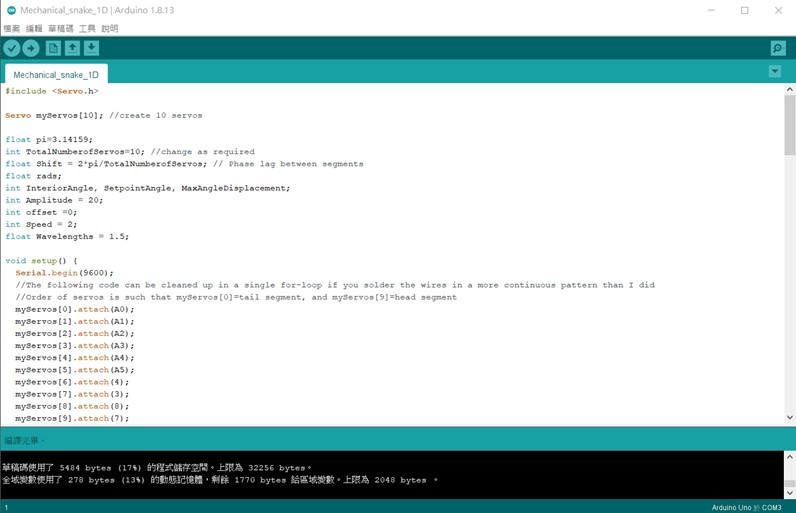 Mechanical_snake_1D | Arduino 1.8.13
檔案 編輯 草稿碼 工具 說明
Mechanical_snake_1D
#include <Servo.h>
Servo myServos[10]; //create 10 servos
float pi=3.14159;
int TotalNumberofServos=10; //change as required
float Shift = 2*pi/TotalNumberofServos; // Phase lag between segments
float rads;
int InteriorAngle, SetpointAngle, MaxAngleDisplacement;
int Amplitude = 20;
int offset =0;
int Speed = 2;
float Wavelengths = 1.5;
void setup() {
Serial.begin(9600);
//The following code can be cleaned up in a single for-loop if you solder the wires in a more continuous pattern than I did
//Order of servos is such that myServos[0]=tail segment, and myServos[9]=head segment
myServos[0].attach(A0);
myServos[1].attach(A1);
myServos[2].attach(A2);
myServos[3].attach(A3);
myServos[4].attach(A4);
myServos[5].attach(A5);
myServos[6].attach(4);
myServos[7].attach(3);
myServos[8].attach(8);
myServos[9].attach(7);
編譯完畢。
草稿碼使用了 5484 bytes (17%) 的程式儲存空間。上限為 32256 bytes。
全域變數使用了 278 bytes (13%) 的動態記憶體，剩餘 1770 bytes 給區域變數。上限為 2048 bytes 。
1
Arduino Uno 於 COM3